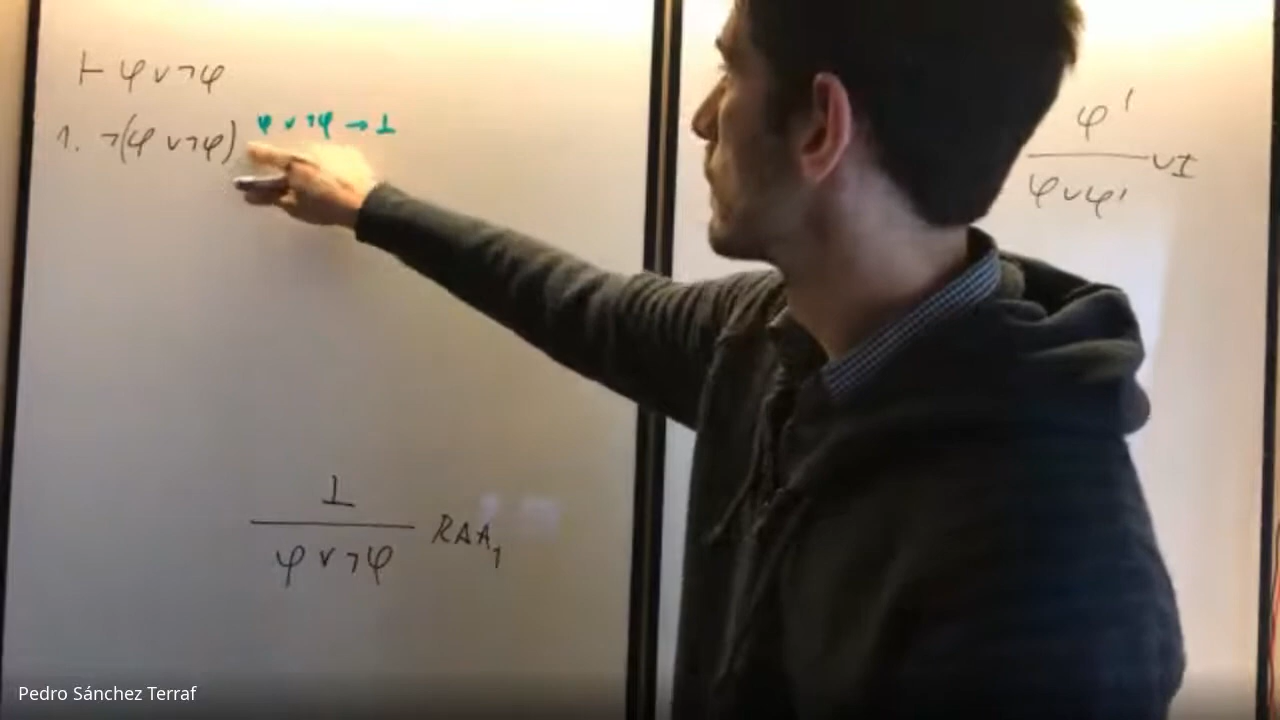 ⊢ φ ∨ ¬φ
1. ¬(φ ∨ ¬φ) φ ∨ ¬φ → ⊥
⊥
φ ∨ ¬φ RAA₁
φ'
φ ∨ φ' ∨I
Pedro Sánchez Terraf